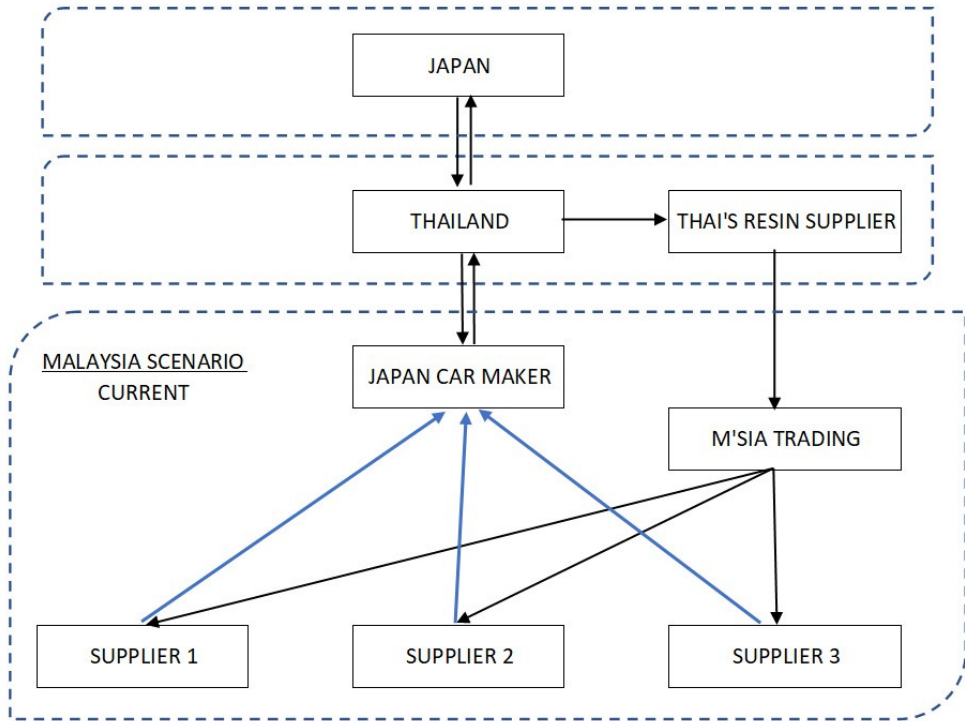 JAPAN
THAILAND
THAI'S RESIN SUPPLIER
MALAYSIA SCENARIO
CURRENT
JAPAN CAR MAKER
M'SIA TRADING
SUPPLIER 1
SUPPLIER 2
SUPPLIER 3